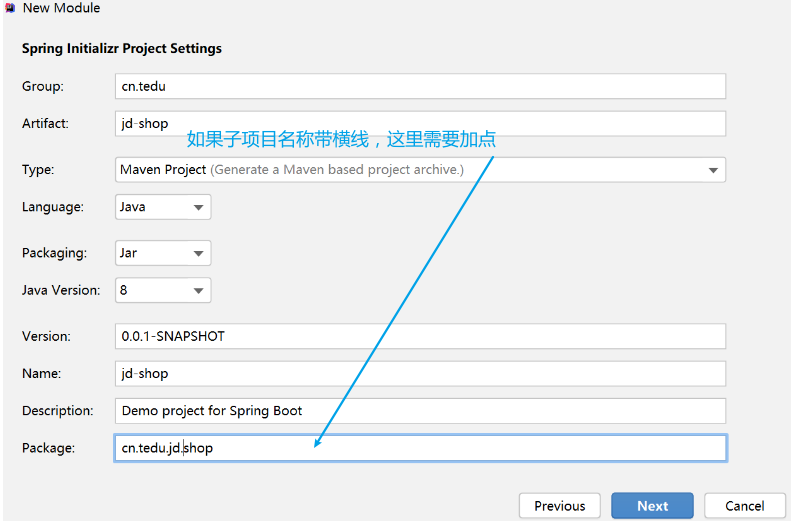 New Module
Spring Initializr Project Settings
Group: cn.tedu
Artifact: jd-shop
如果子项目名称带横线，这里需要加点
Type: Maven Project (Generate a Maven based project archive.)
Language: Java
Packaging: Jar
Java Version: 8
Version: 0.0.1-SNAPSHOT
Name: jd-shop
Description: Demo project for Spring Boot
Package: cn.tedu.jd.shop
Previous Next Cancel